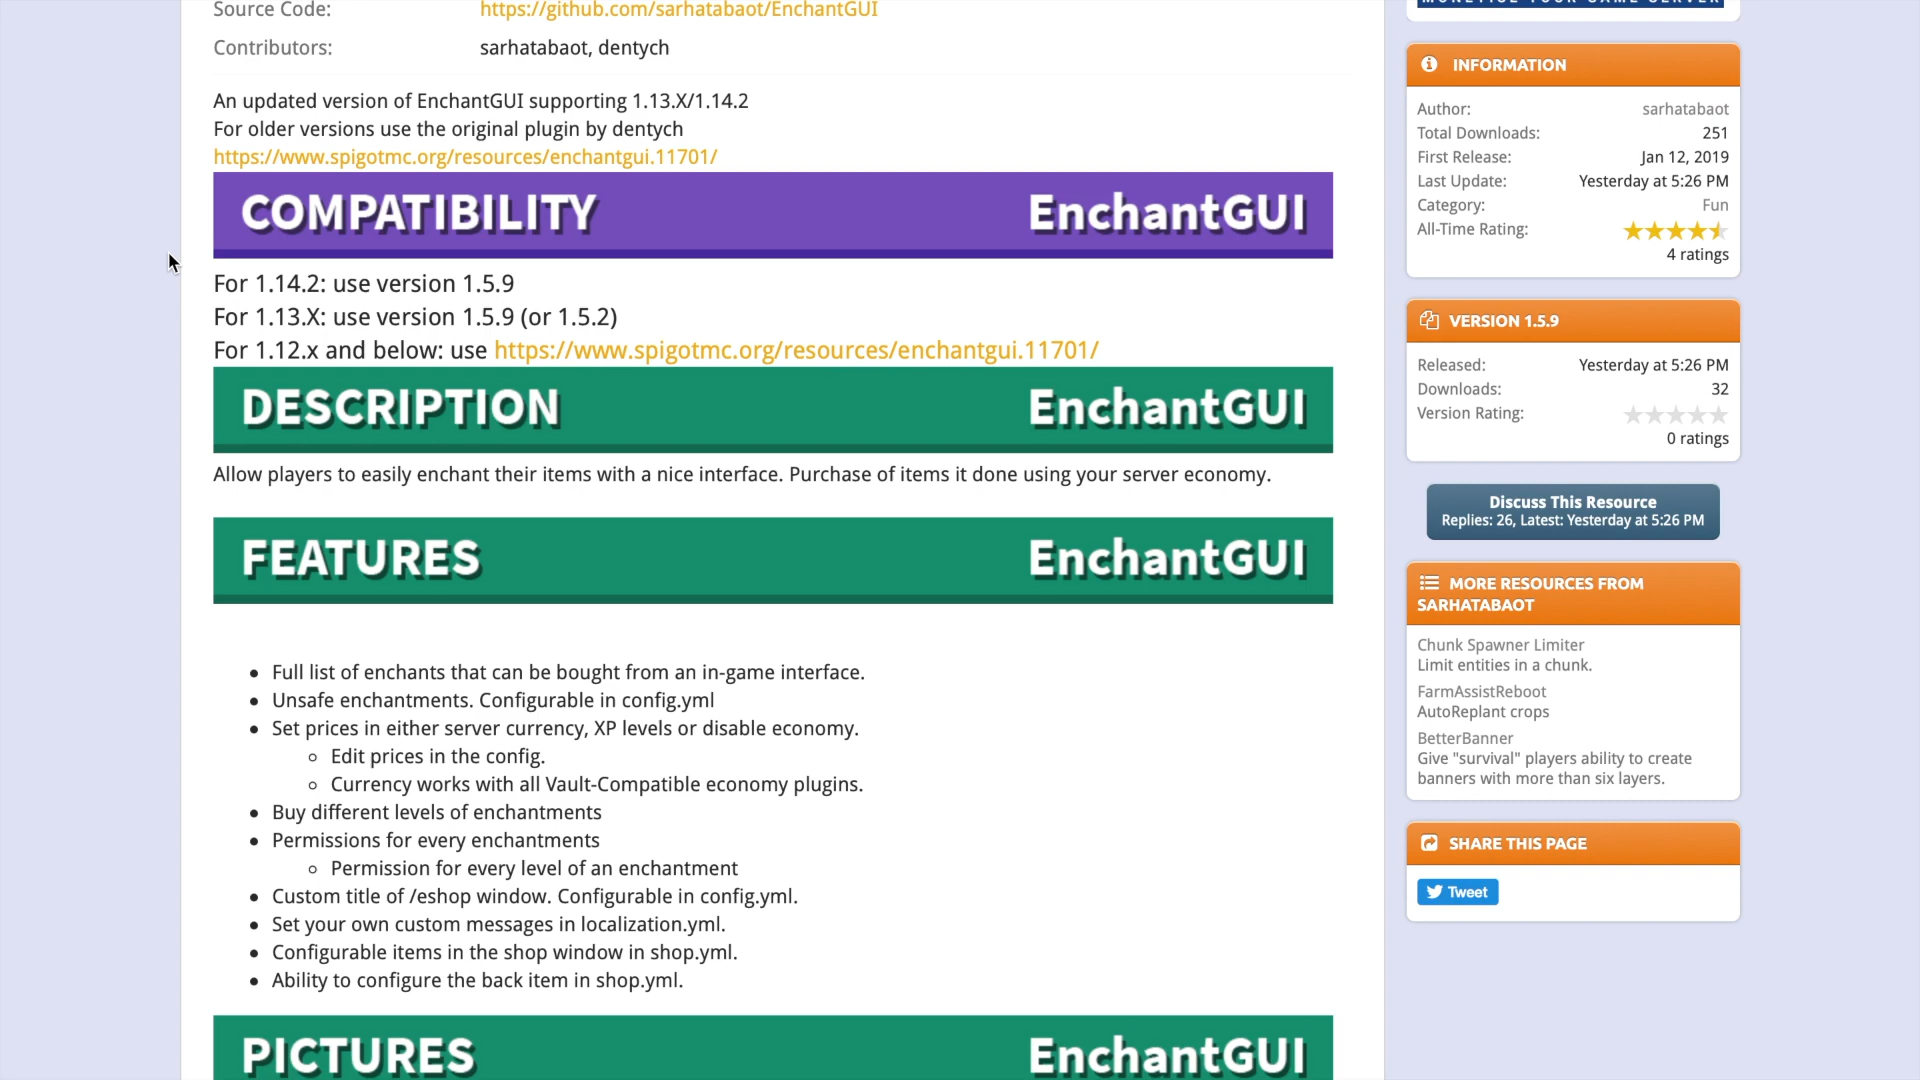 Source Code: https://github.com/sarhatabaot/EnchantGUI
Contributors: sarhatabaot, dentych
An updated version of EnchantGUI supporting 1.13.X/1.14.2
For older versions use the original plugin by dentych
https://www.spigotmc.org/resources/enchantgui.11701/
COMPATIBILITY EnchantGUI
For 1.14.2: use version 1.5.9
For 1.13.X: use version 1.5.9 (or 1.5.2)
For 1.12.x and below: use https://www.spigotmc.org/resources/enchantgui.11701/
DESCRIPTION EnchantGUI
Allow players to easily enchant their items with a nice interface. Purchase of items it done using your server economy.
FEATURES EnchantGUI
Full list of enchants that can be bought from an in-game interface.
Unsafe enchantments. Configurable in config.yml
Set prices in either server currency, XP levels or disable economy.
Edit prices in the config.
Currency works with all Vault-Compatible economy plugins.
Buy different levels of enchantments
Permissions for every enchantments
Permission for every level of an enchantment
Custom title of /eshop window. Configurable in config.yml.
Set your own custom messages in localization.yml.
Configurable items in the shop window in shop.yml.
Ability to configure the back item in shop.yml.
PICTURES EnchantGUI
MONETISE YOUR GAME SERVER
INFORMATION
Author: sarhatabaot
Total Downloads: 251
First Release: Jan 12, 2019
Last Update: Yesterday at 5:26 PM
Category: Fun
All-Time Rating:
4 ratings
VERSION 1.5.9
Released: Yesterday at 5:26 PM
Downloads: 32
Version Rating:
0 ratings
Discuss This Resource
Replies: 26, Latest: Yesterday at 5:26 PM
MORE RESOURCES FROM
SARHATABAOT
Chunk Spawner Limiter
Limit entities in a chunk.
FarmAssistReboot
AutoReplant crops
BetterBanner
Give "survival" players ability to create
banners with more than six layers.
SHARE THIS PAGE
Tweet